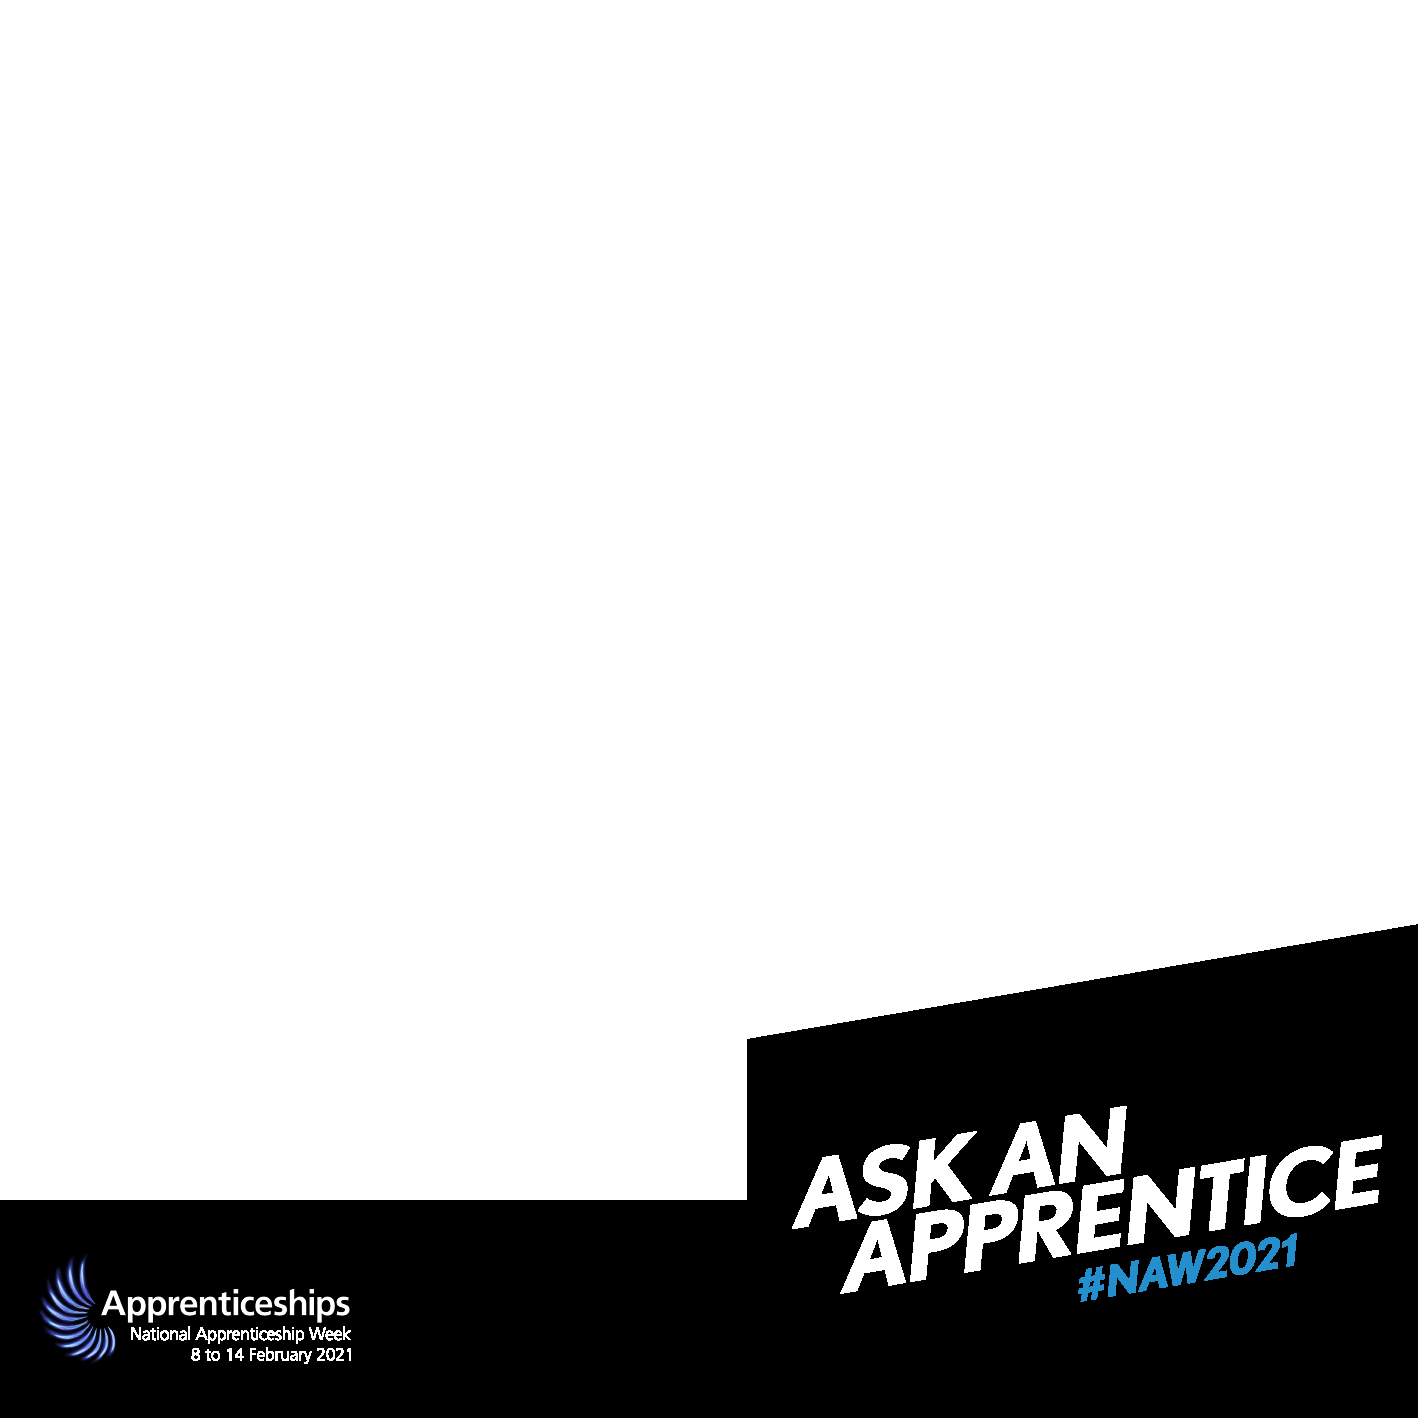 ASK AN
APPRENTICE
#NAW2021
Apprenticeships
National Apprenticeship Week
8 to 14 February 2021